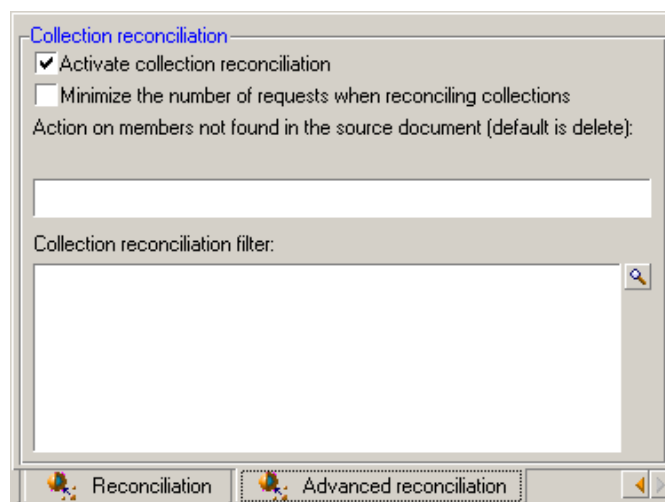 Collection reconciliation
Activate collection reconciliation
Minimize the number of requests when reconciling collections
Action on members not found in the source document (default is delete):
Collection reconciliation filter:
Reconciliation
Advanced reconciliation